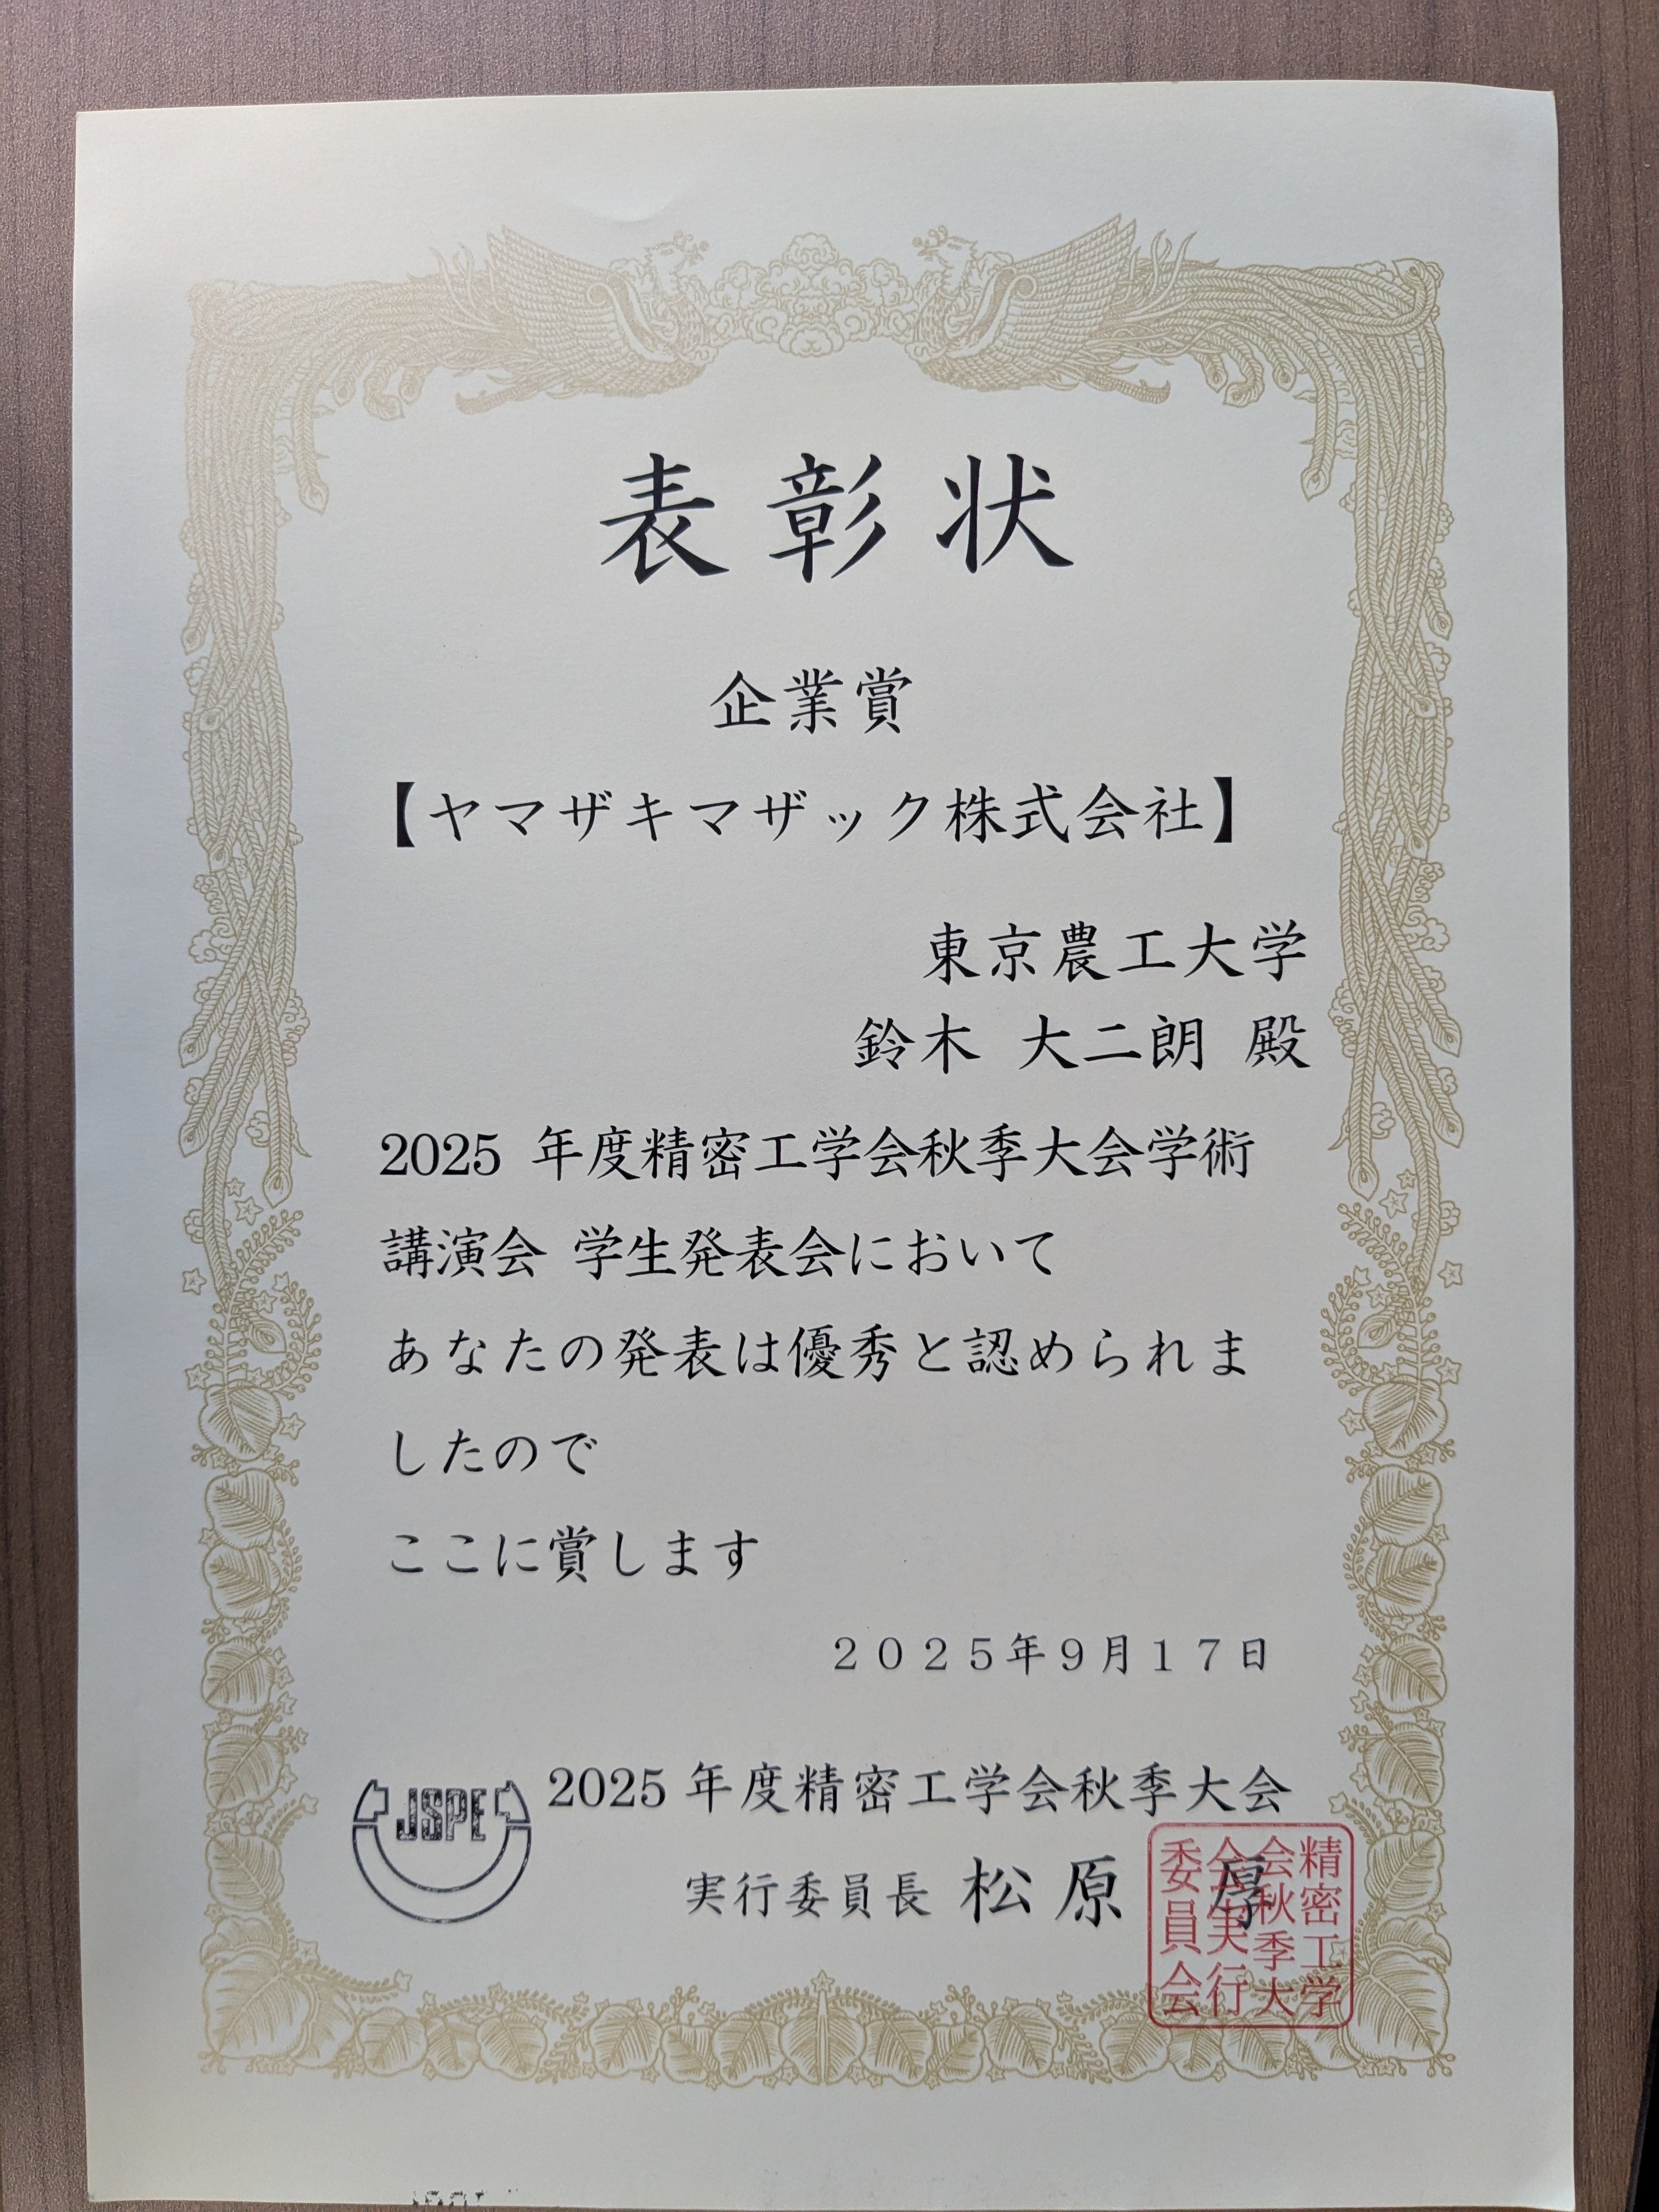 表彰状
企業賞
【ヤマザキマザック株式会社】
東京農工大学
鈴木 大二朗 殿
2025 年度精密工学会秋季大会学術
講演会 学生発表会において
あなたの発表は優秀と認められま
したので
ここに賞します
２０２５年９月１７日
JSPE
2025 年度精密工学会秋季大会
実行委員長 松原 厚
精密工学
会秋季大
会実行
委員会